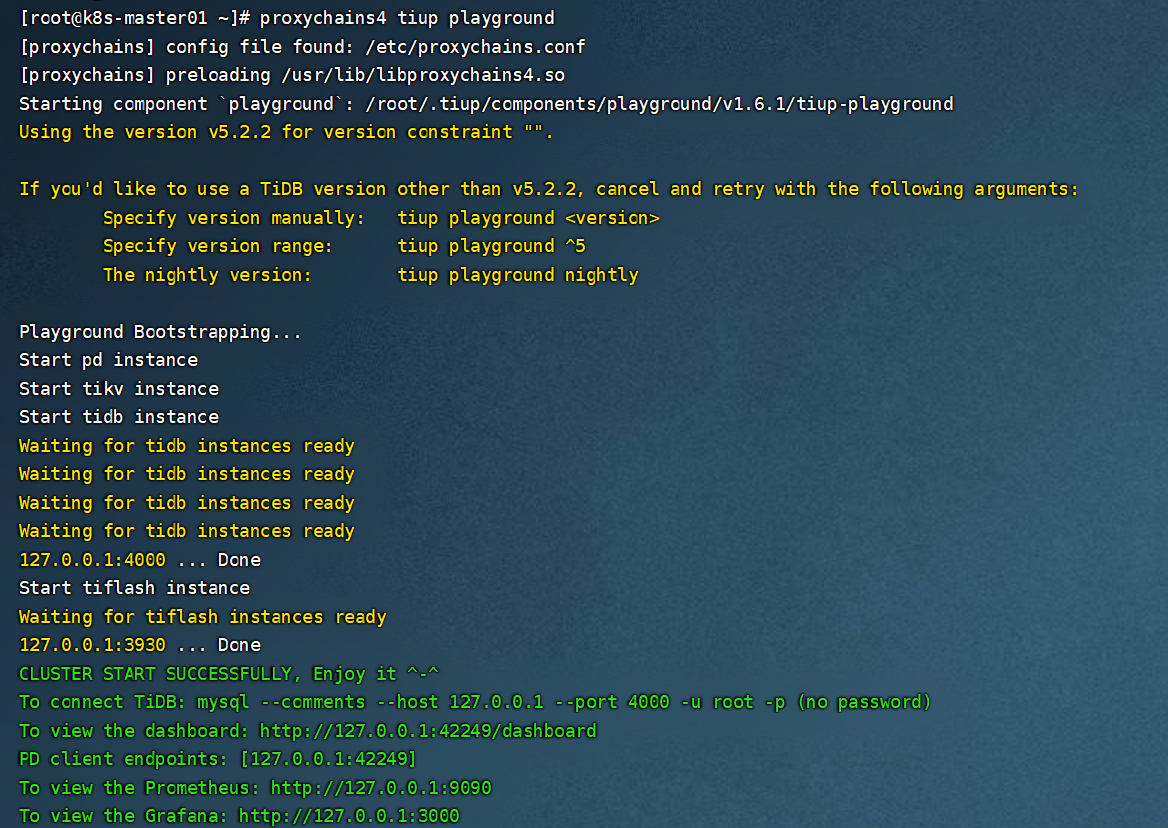 [root@k8s-master01 ~]# proxychains4 tiup playground
[proxychains] config file found: /etc/proxychains.conf
[proxychains] preloading /usr/lib/libproxychains4.so
Starting component `playground`: /root/.tiup/components/playground/v1.6.1/tiup-playground
Using the version v5.2.2 for version constraint "".

If you'd like to use a TiDB version other than v5.2.2, cancel and retry with the following arguments:
        Specify version manually:   tiup playground <version>
        Specify version range:      tiup playground ^5
        The nightly version:        tiup playground nightly

Playground Bootstrapping...
Start pd instance
Start tikv instance
Start tidb instance
Waiting for tidb instances ready
Waiting for tidb instances ready
Waiting for tidb instances ready
Waiting for tidb instances ready
127.0.0.1:4000 ... Done
Start tiflash instance
Waiting for tiflash instances ready
127.0.0.1:3930 ... Done
CLUSTER START SUCCESSFULLY, Enjoy it ^-^
To connect TiDB: mysql --comments --host 127.0.0.1 --port 4000 -u root -p (no password)
To view the dashboard: http://127.0.0.1:42249/dashboard
PD client endpoints: [127.0.0.1:42249]
To view the Prometheus: http://127.0.0.1:9090
To view the Grafana: http://127.0.0.1:3000